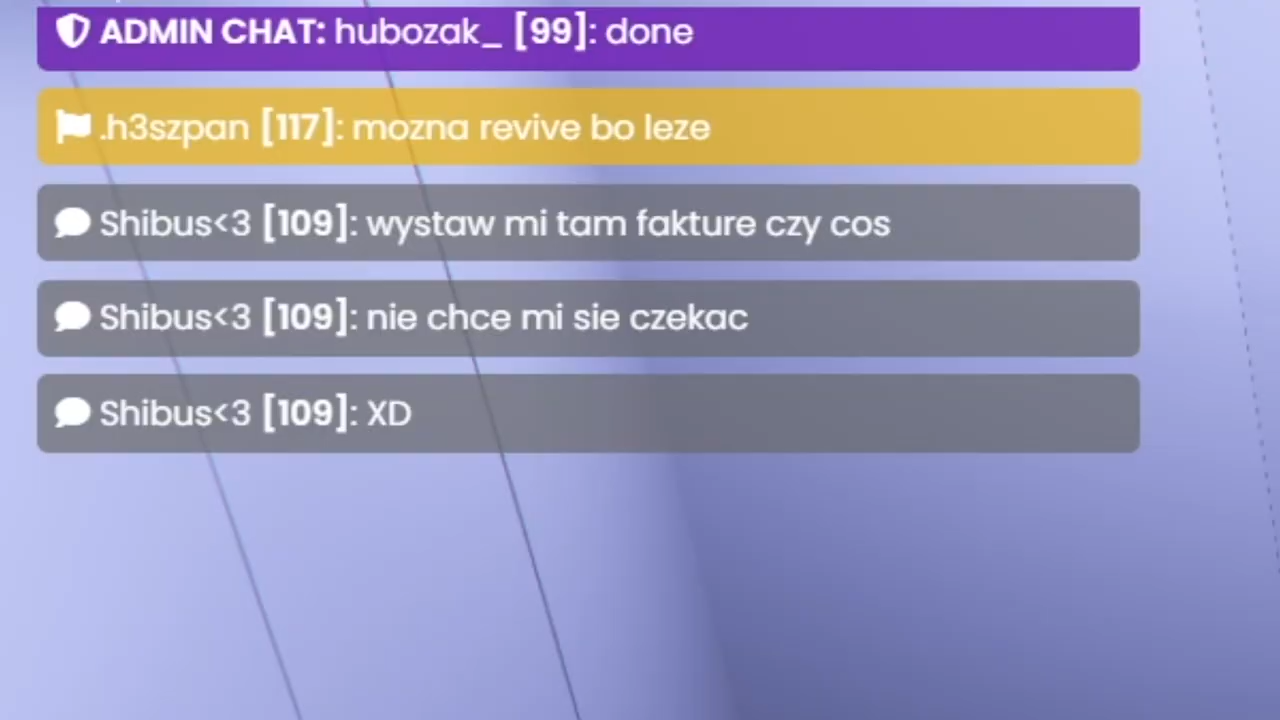 ADMIN CHAT: hubozak_ [99]: done
.h3szpan [117]: mozna revive bo leze
Shibus<3 [109]: wystaw mi tam fakture czy cos
Shibus<3 [109]: nie chce mi sie czekac
Shibus<3 [109]: XD